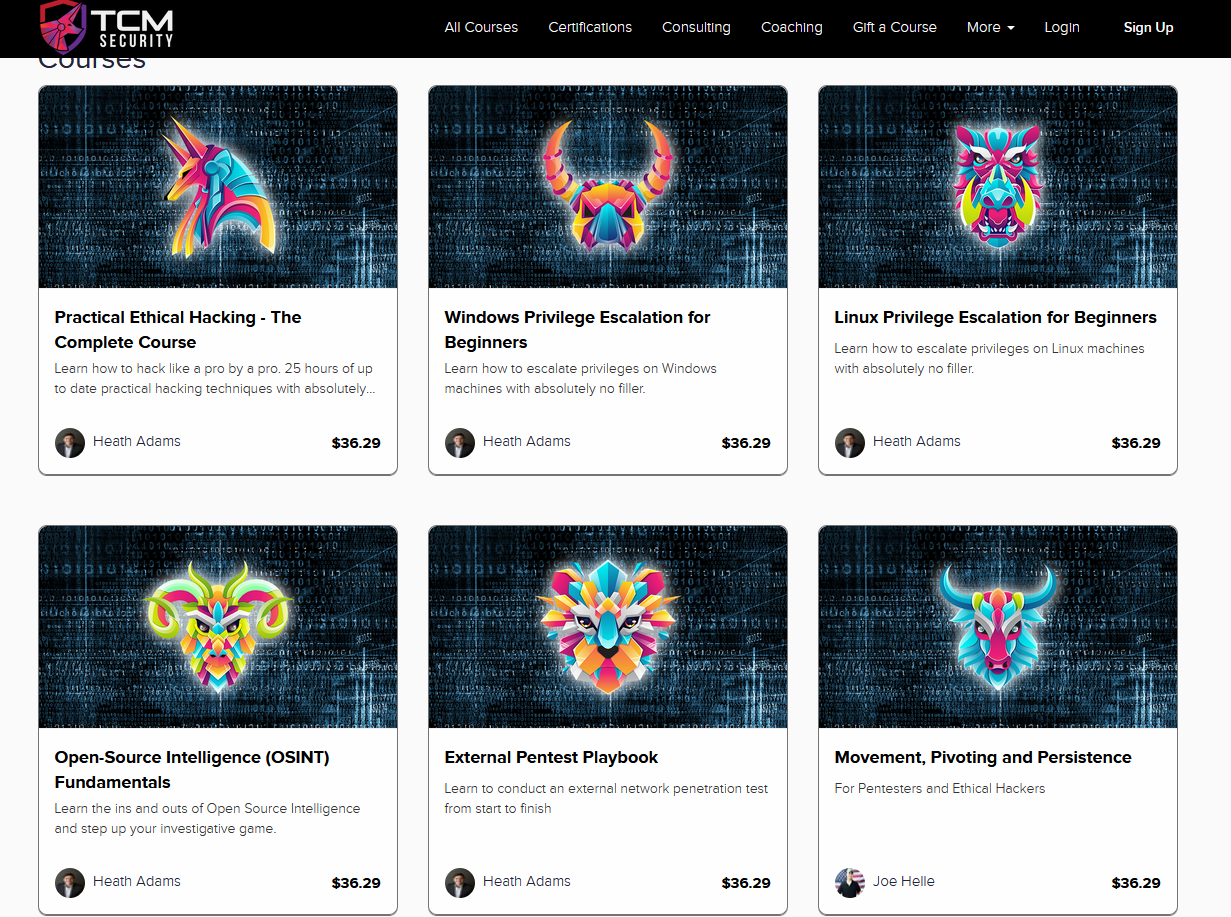 TCM
SECURITY
All Courses Certifications Consulting Coaching Gift a Course More Login Sign Up
Courses
Practical Ethical Hacking - The
Complete Course
Learn how to hack like a pro by a pro. 25 hours of up
to date practical hacking techniques with absolutely...
Heath Adams $36.29
Windows Privilege Escalation for
Beginners
Learn how to escalate privileges on Windows
machines with absolutely no filler.
Heath Adams $36.29
Linux Privilege Escalation for Beginners
Learn how to escalate privileges on Linux machines
with absolutely no filler.
Heath Adams $36.29
Open-Source Intelligence (OSINT)
Fundamentals
Learn the ins and outs of Open Source Intelligence
and step up your investigative game.
Heath Adams $36.29
External Pentest Playbook
Learn to conduct an external network penetration test
from start to finish
Heath Adams $36.29
Movement, Pivoting and Persistence
For Pentesters and Ethical Hackers
Joe Helle $36.29